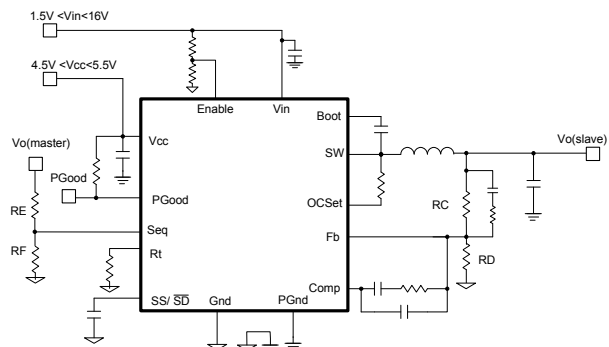 1.5V <Vin<16V
4.5V <Vcc<5.5V
Enable
Vin
Boot
Vcc
Vo(master)
SW
Vo(slave)
PGood
PGood
OCSet
RC
RE
Seq
Fb
RF
Rt
RD
Comp
SS/ SD
Gnd
PGnd